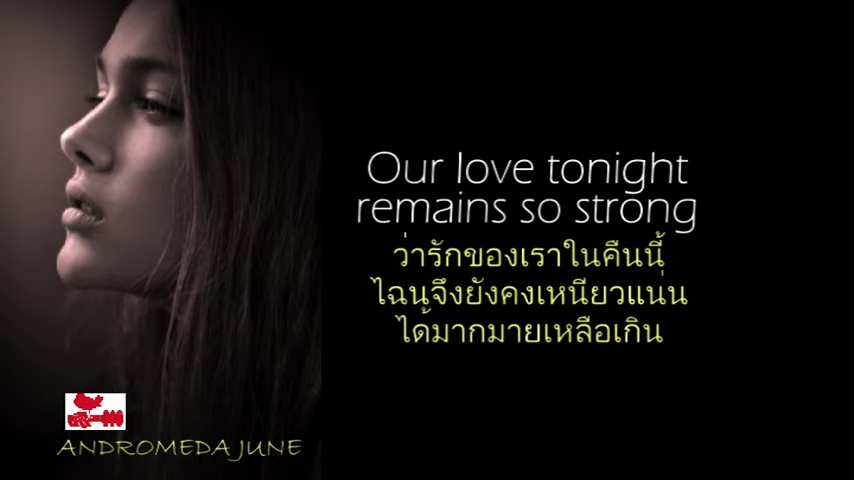 Our love tonight
remains so strong
ว่ารักของเราในคืนนี้
ไฉนจึงยังคงเหนียวแน่น
ได้มากมายเหลือเกิน
ANDROMEDA JUNE